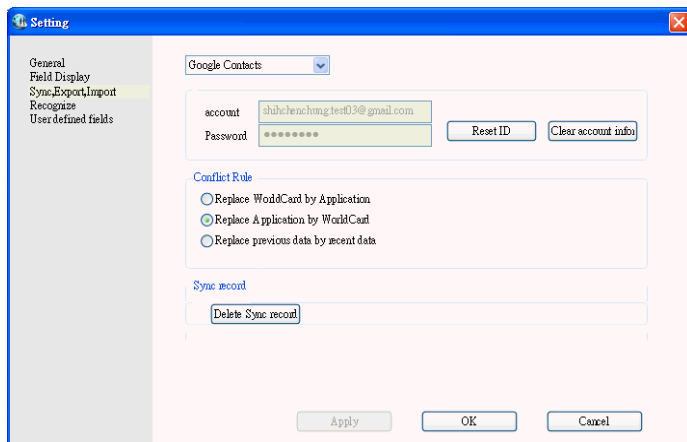 Setting
General
Field Display
Sync,Export,Import
Recognize
User defined fields
Google Contacts
account
shihchenchung.test03@gmail.com
Password
Reset ID
Clear account infor
Conflict Rule
Replace WorldCard by Application
Replace Application by WorldCard
Replace previous data by recent data
Sync record
Delete Sync record
Apply
OK
Cancel